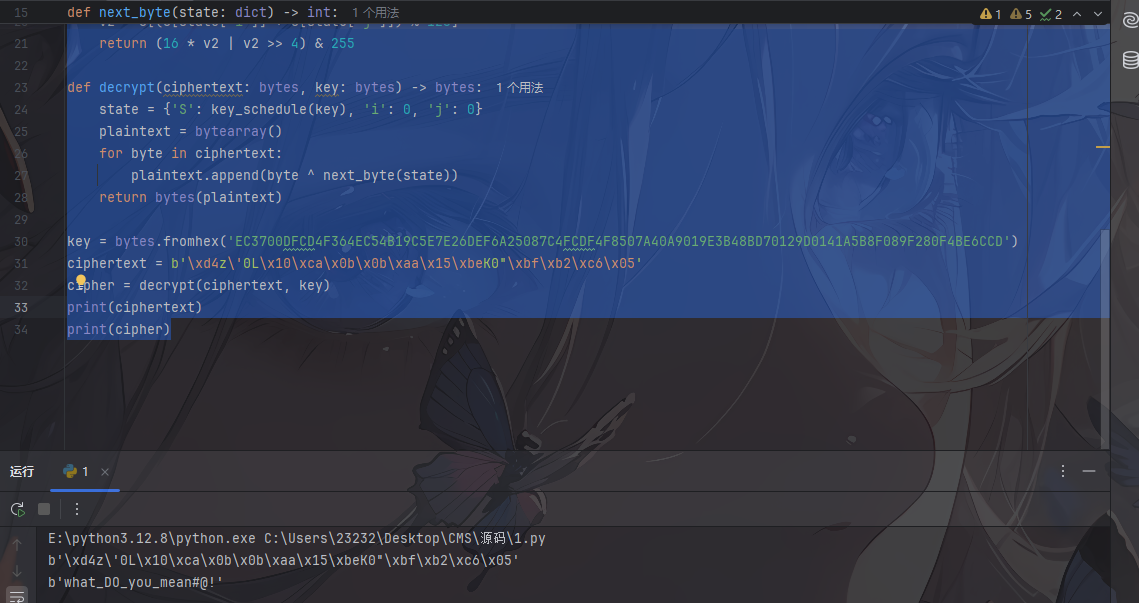 15 def next_byte(state: dict) -> int: 1 个用法
21 return (16 * v2 | v2 >> 4) & 255
22
23 def decrypt(ciphertext: bytes, key: bytes) -> bytes: 1 个用法
24 state = {'S': key_schedule(key), 'i': 0, 'j': 0}
25 plaintext = bytearray()
26 for byte in ciphertext:
27 plaintext.append(byte ^ next_byte(state))
28 return bytes(plaintext)
29
30 key = bytes.fromhex('EC3700DFCD4F364EC54B19C5E7E26DEF6A25087C4FCDF4F8507A40A9019E3B48BD70129D0141A5B8F089F280F4BE6CCD')
31 ciphertext = b'\xd4z\'0L\x10\xca\x0b\x0b\xaa\x15\xbeK0"\xbf\xb2\xc6\x05'
32 cipher = decrypt(ciphertext, key)
33 print(ciphertext)
34 print(cipher)
1 5 2
运行 1
E:\python3.12.8\python.exe C:\Users\23232\Desktop\CMS\源码\1.py
b'\xd4z\'0L\x10\xca\x0b\x0b\xaa\x15\xbeK0"\xbf\xb2\xc6\x05'
b'what_DO_you_mean#@!'